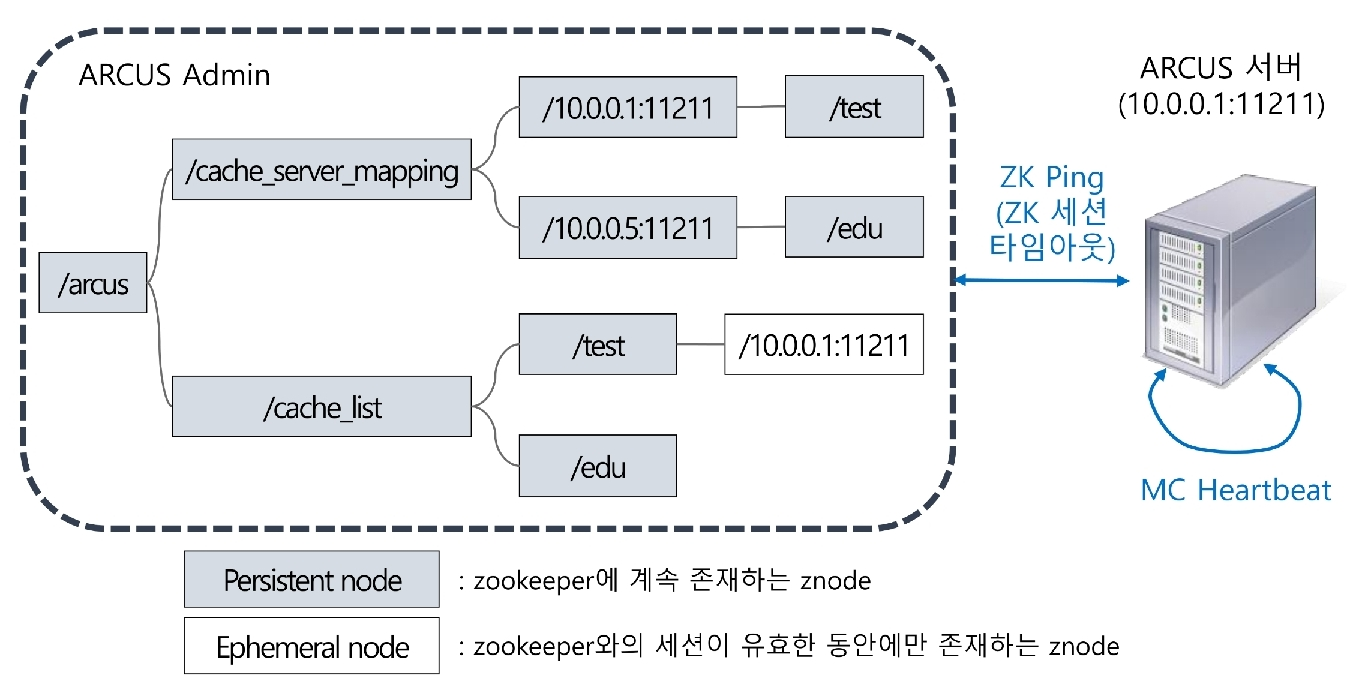 ARCUS Admin
/arcus
/cache_server_mapping
/10.0.0.1:11211
/test
/10.0.0.5:11211
/edu
/cache_list
/test
/10.0.0.1:11211
/edu
ARCUS 서버
(10.0.0.1:11211)
ZK Ping
(ZK 세션
타임아웃)
MC Heartbeat
Persistent node
: zookeeper에 계속 존재하는 znode
Ephemeral node
: zookeeper와의 세션이 유효한 동안에만 존재하는 znode